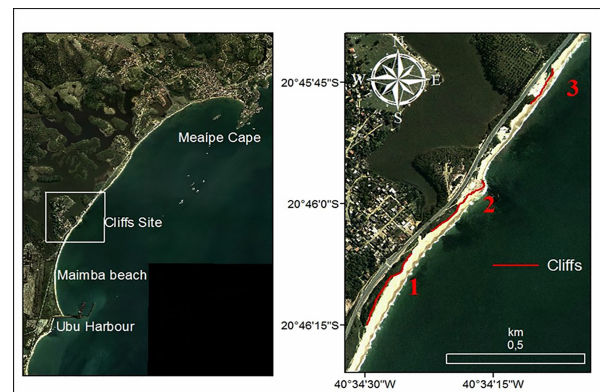 Meaípe Cape
Cliffs Site
Maimba beach
Ubu Harbour
N
W E
S
20°45'45"S
20°46'0"S
20°46'15"S
3
2
1
Cliffs
km
0,5
40°34'30"W 40°34'15"W